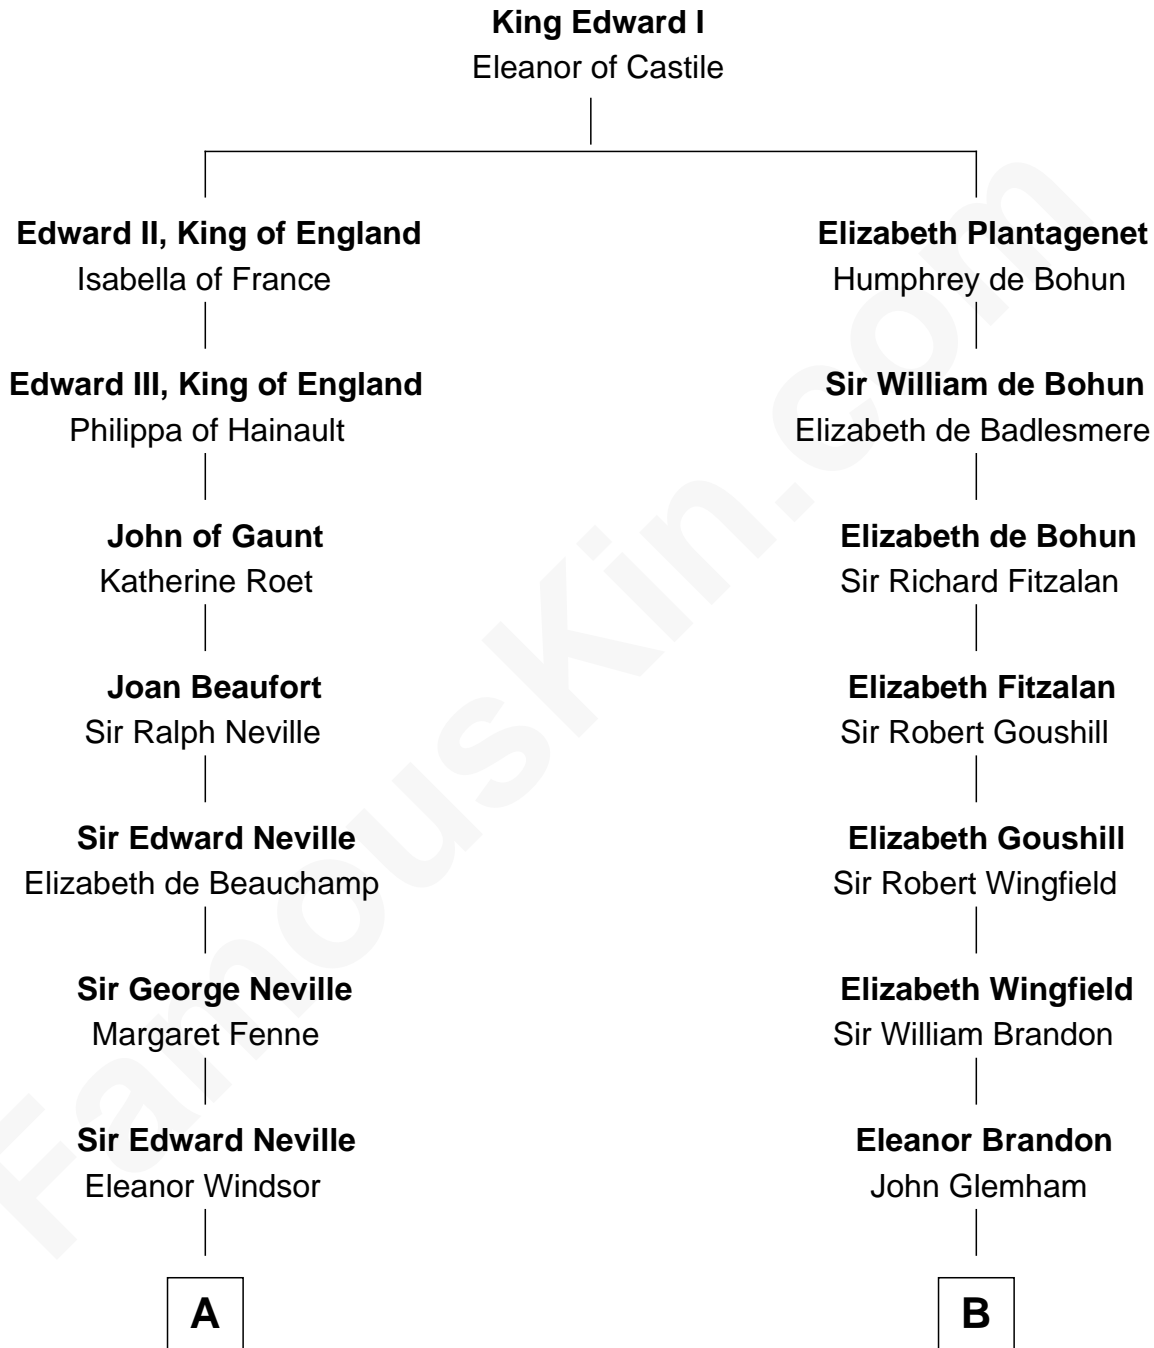 King Edward I
Eleanor of Castile
Edward II, King of England
Isabella of France
Elizabeth Plantagenet
Humphrey de Bohun
Edward III, King of England
Philippa of Hainault
Sir William de Bohun
Elizabeth de Badlesmere
John of Gaunt
Katherine Roet
Elizabeth de Bohun
Sir Richard Fitzalan
Joan Beaufort
Sir Ralph Neville
Elizabeth Fitzalan
Sir Robert Goushill
Sir Edward Neville
Elizabeth de Beauchamp
Elizabeth Goushill
Sir Robert Wingfield
Sir George Neville
Margaret Fenne
Elizabeth Wingfield
Sir William Brandon
Sir Edward Neville
Eleanor Windsor
Eleanor Brandon
John Glemham
A
B
FamousKin.com